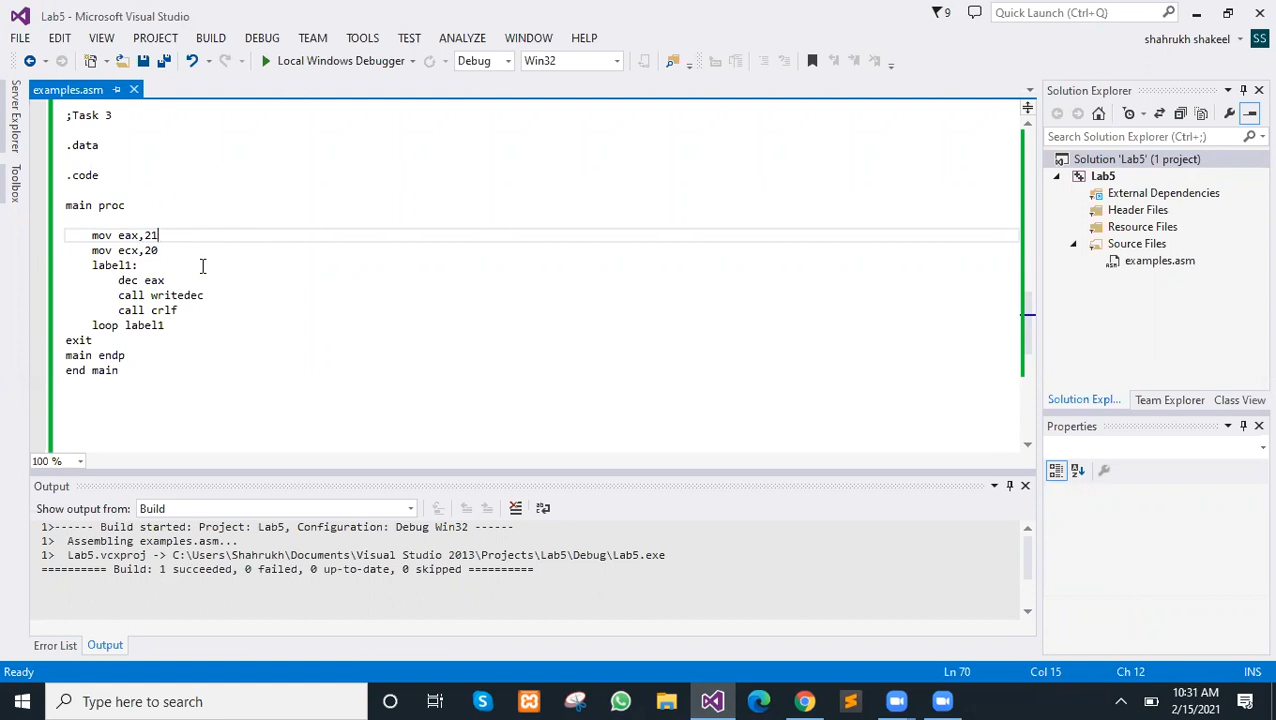 Lab5 - Microsoft Visual Studio
9
Quick Launch (Ctrl+Q)
FILE EDIT VIEW PROJECT BUILD DEBUG TEAM TOOLS TEST ANALYZE WINDOW HELP
shahrukh shakeel
SS
Local Windows Debugger
Debug
Win32
Server Explorer
Toolbox
examples.asm
;Task 3
.data
.code
main proc
mov eax,21
mov ecx,20
label1:
dec eax
call writedec
call crlf
loop label1
exit
main endp
end main
100 %
Solution Explorer
Search Solution Explorer (Ctrl+;)
Solution 'Lab5' (1 project)
Lab5
External Dependencies
Header Files
Resource Files
Source Files
examples.asm
Solution Expl... Team Explorer Class View
Properties
Output
Show output from: Build
1>------ Build started: Project: Lab5, Configuration: Debug Win32 ------
1> Assembling examples.asm...
1> Lab5.vcxproj -> C:\Users\Shahrukh\Documents\Visual Studio 2013\Projects\Lab5\Debug\Lab5.exe
========== Build: 1 succeeded, 0 failed, 0 up-to-date, 0 skipped ==========
Error List Output
Ready
Ln 70
Col 15
Ch 12
INS
Type here to search
10:31 AM
2/15/2021